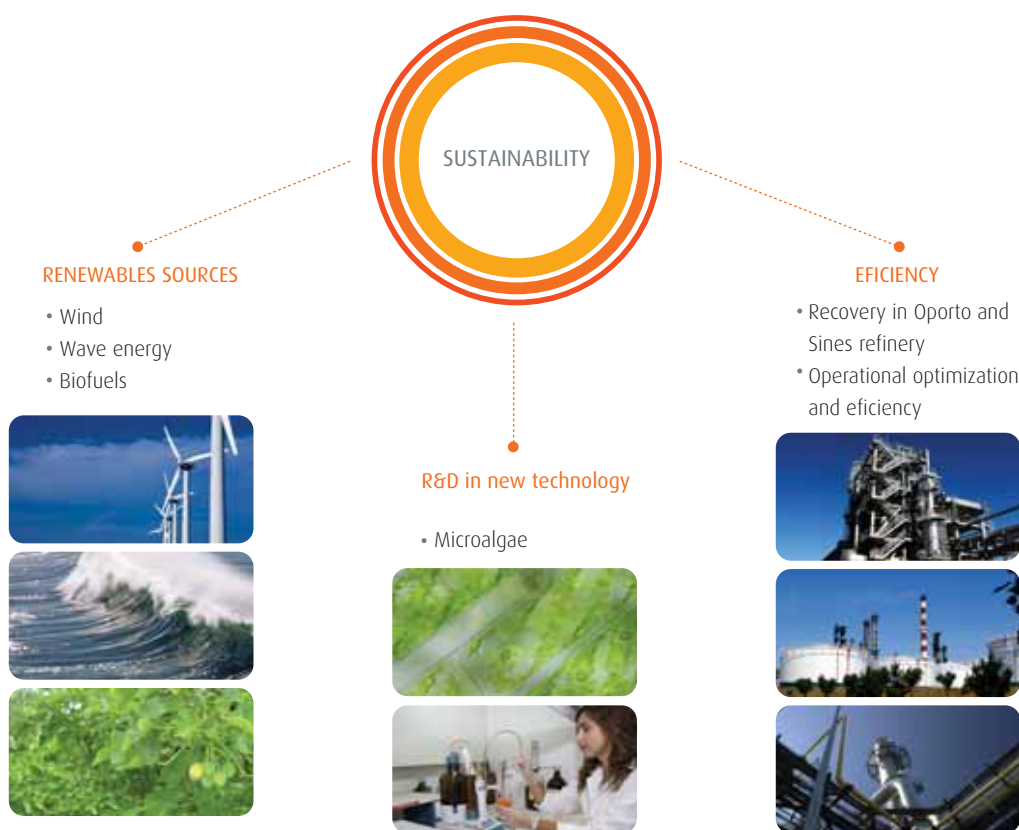 SUSTAINABILITY
RENEWABLES SOURCES
• Wind
• Wave energy
• Biofuels
R&D in new technology
• Microalgae
EFICIENCY
• Recovery in Oporto and
Sines refinery
• Operational optimization
and eficiency